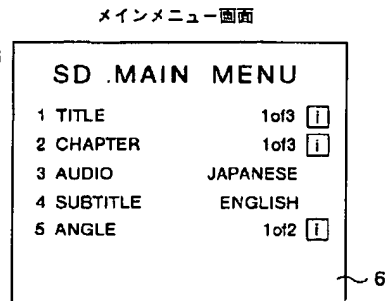 メインメニュー画面
SD .MAIN MENU
1 TITLE 1of3 i
2 CHAPTER 1of3 i
3 AUDIO JAPANESE
4 SUBTITLE ENGLISH
5 ANGLE 1of2 i
6